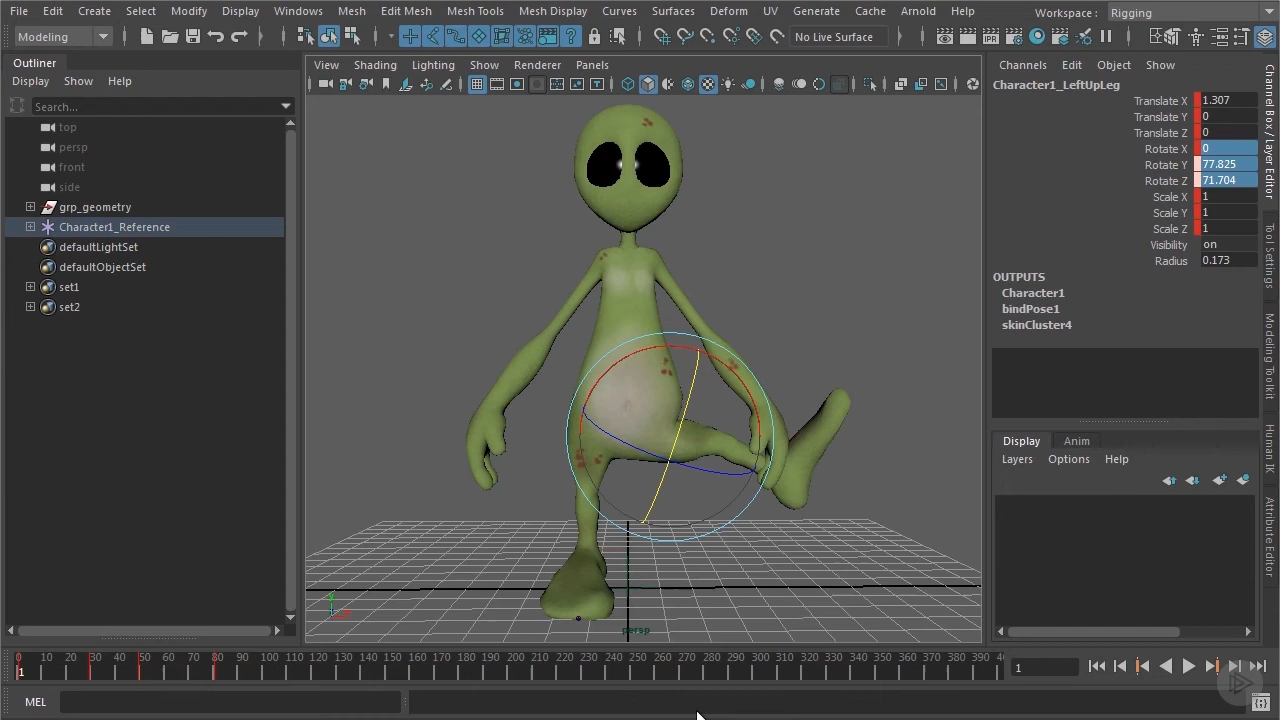 File Edit Create Select Modify Display Windows Mesh Edit Mesh Mesh Tools Mesh Display Curves Surfaces Deform UV Generate Cache Arnold Help Workspace : Rigging
Modeling No Live Surface
Outliner
Display Show Help
Search...
top
persp
front
side
grp_geometry
Character1_Reference
defaultLightSet
defaultObjectSet
set1
set2
View Shading Lighting Show Renderer Panels
persp
Channels Edit Object Show
Character1_LeftUpLeg
Translate X 1.307
Translate Y 0
Translate Z 0
Rotate X 0
Rotate Y 77.825
Rotate Z 71.704
Scale X 1
Scale Y 1
Scale Z 1
Visibility on
Radius 0.173
OUTPUTS
Character1
bindPose1
skinCluster4
Display Anim
Layers Options Help
Channel Box / Layer Editor
Tool Settings
Modeling Toolkit
Human IK
Attribute Editor
0 10 20 30 40 50 60 70 80 90 100 110 120 130 140 150 160 170 180 190 200 210 220 230 240 250 260 270 280 290 300 310 320 330 340 350 360 370 380 390
1 1
MEL